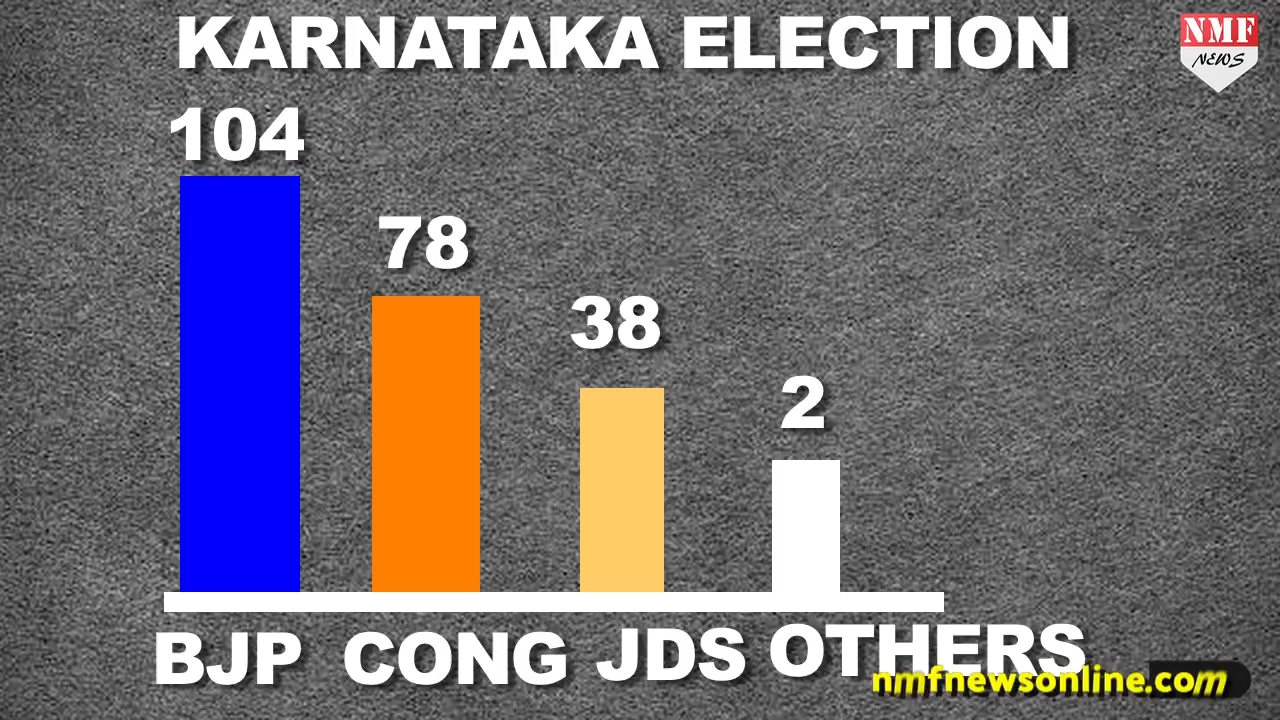 KARNATAKA ELECTION
NMF
NEWS
104
78
38
2
BJP CONG JDS OTHERS
nmfnewsonline.com